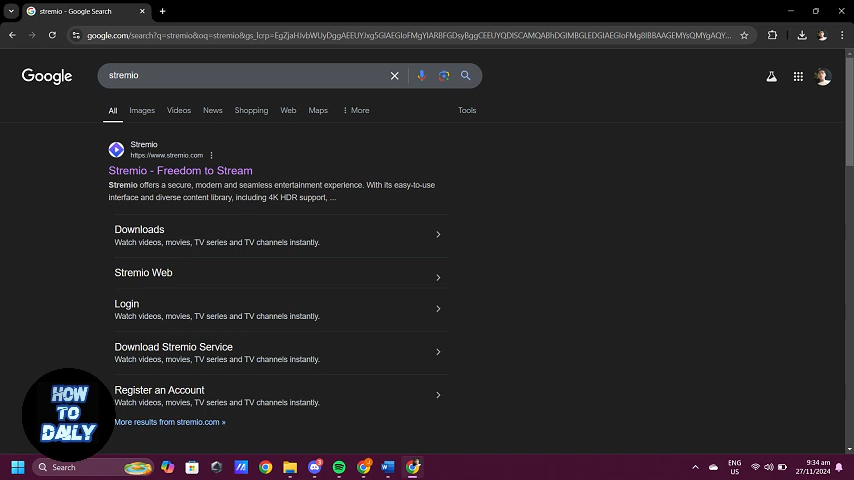 stremio - Google Search
google.com/search?q=stremio&oq=stremio&gs_lcrp=EgZjaHJvbWUyDggAEEUYJxg5GIAEGIoFMgYIARBFGDsyBggCEEUYQDISCAMQABhDGIMBGLEDGIAEGIoFMg8IBBAAGEMYsQMYgAQY...
Google
stremio
All Images Videos News Shopping Web Maps More Tools
Stremio
https://www.stremio.com
Stremio - Freedom to Stream
Stremio offers a secure, modern and seamless entertainment experience. With its easy-to-use
interface and diverse content library, including 4K HDR support, ...
Downloads
Watch videos, movies, TV series and TV channels instantly.
Stremio Web
Login
Watch videos, movies, TV series and TV channels instantly.
Download Stremio Service
Watch videos, movies, TV series and TV channels instantly.
Register an Account
Watch videos, movies, TV series and TV channels instantly.
More results from stremio.com »
HOW
TO
DAILY
Search
ENG
US
9:34 am
27/11/2024